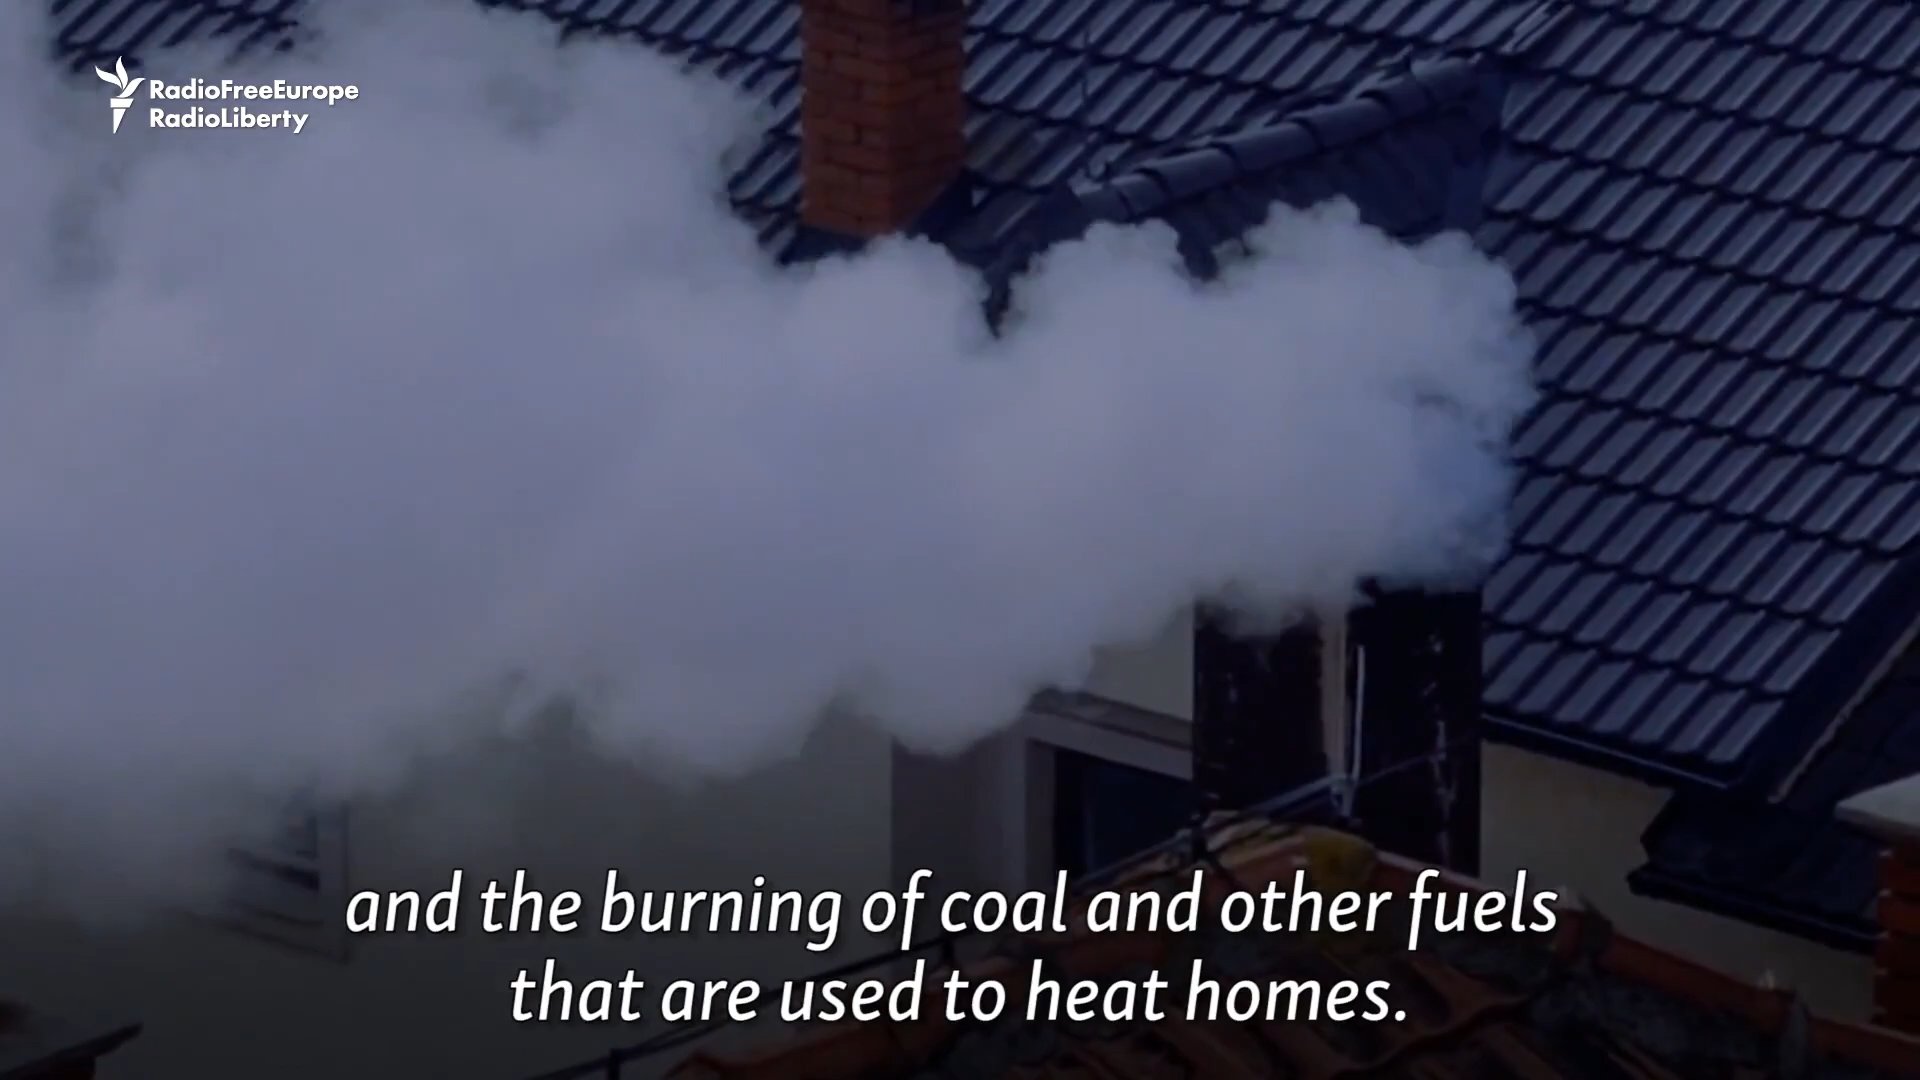 RadioFreeEurope
RadioLiberty
and the burning of coal and other fuels
that are used to heat homes.